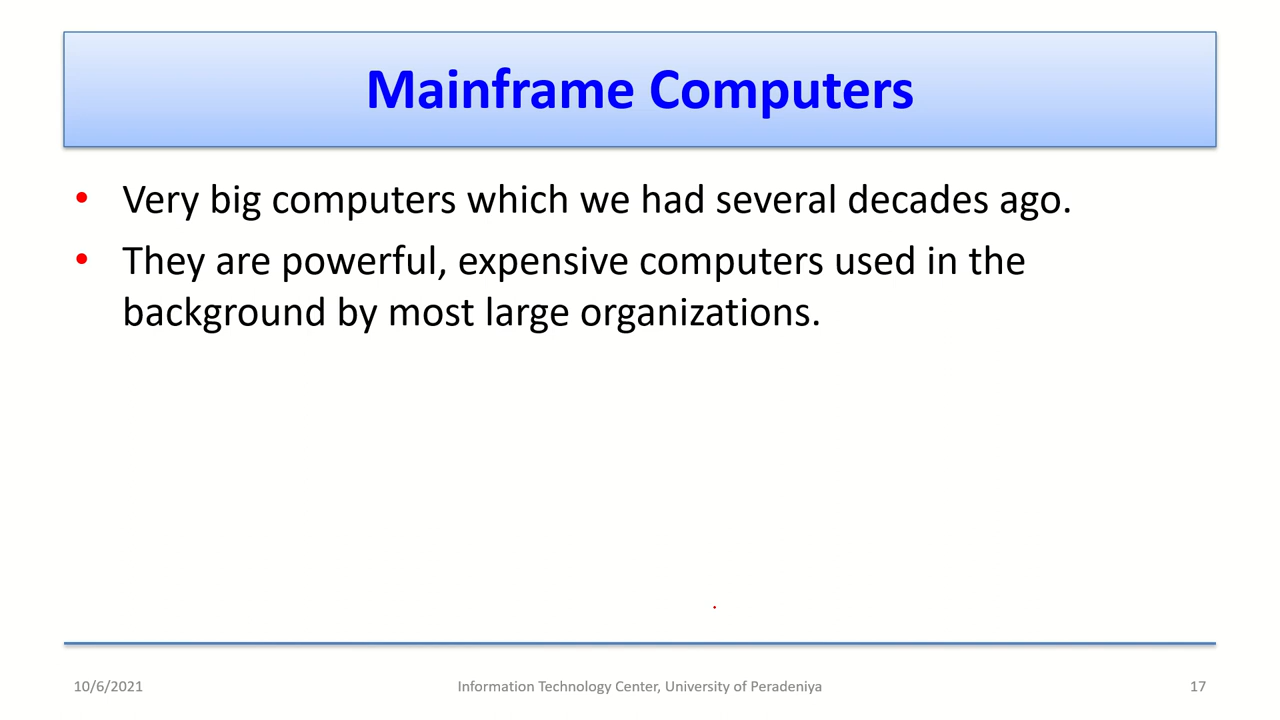 Mainframe Computers
• Very big computers which we had several decades ago.
• They are powerful, expensive computers used in the
background by most large organizations.
10/6/2021
Information Technology Center, University of Peradeniya
17